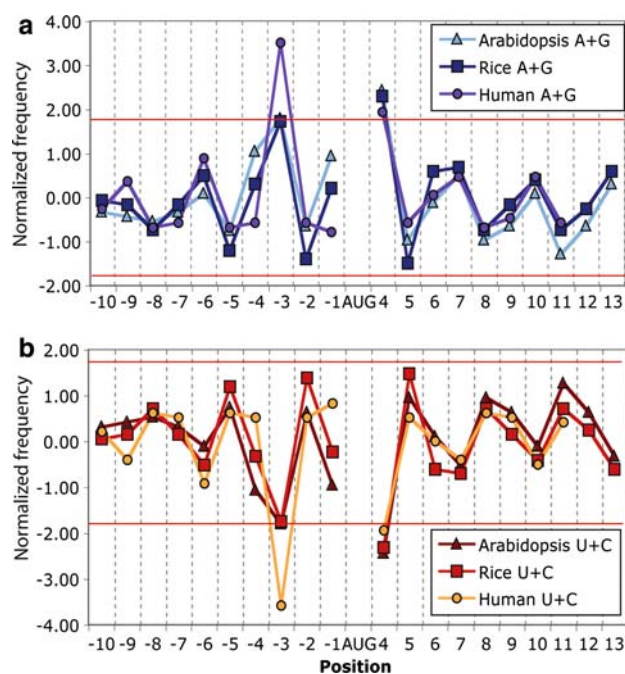 a
Normalized frequency
4.00
3.00
2.00
1.00
0.00
-1.00
-2.00
Arabidopsis A+G
Rice A+G
Human A+G
-10 -9 -8 -7 -6 -5 -4 -3 -2 -1 AUG 4 5 6 7 8 9 10 11 12 13
b
Normalized frequency
2.00
1.00
0.00
-1.00
-2.00
-3.00
-4.00
Arabidopsis U+C
Rice U+C
Human U+C
-10 -9 -8 -7 -6 -5 -4 -3 -2 -1 AUG 4 5 6 7 8 9 10 11 12 13
Position